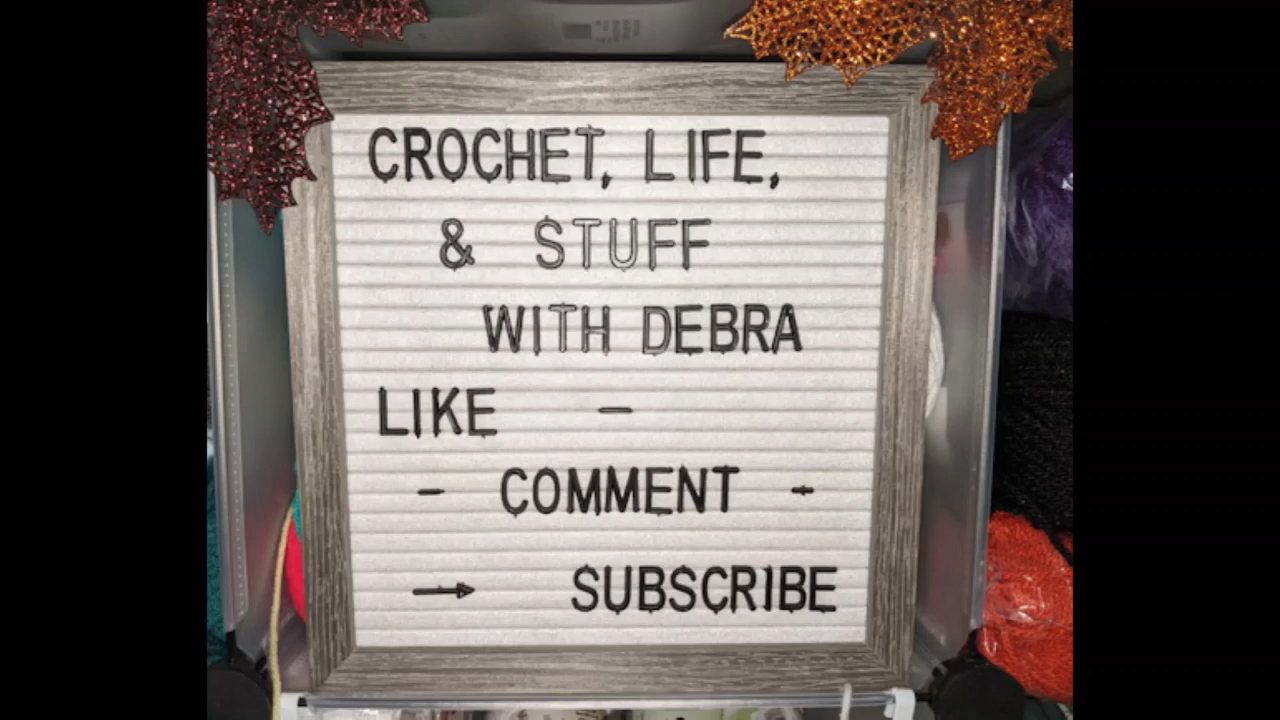 CROCHET, LIFE,
& STUFF
WITH DEBRA
LIKE -
- COMMENT -
→ SUBSCRIBE